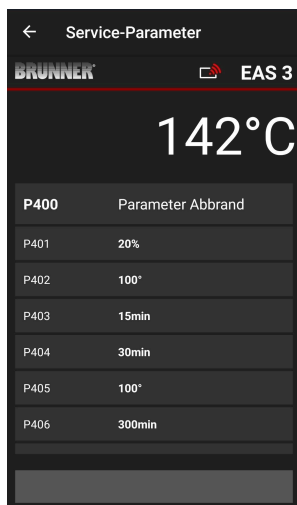 ← Service-Parameter
BRUNNER EAS 3
142°C
P400 Parameter Abbrand
P401 20%
P402 100°
P403 15min
P404 30min
P405 100°
P406 300min